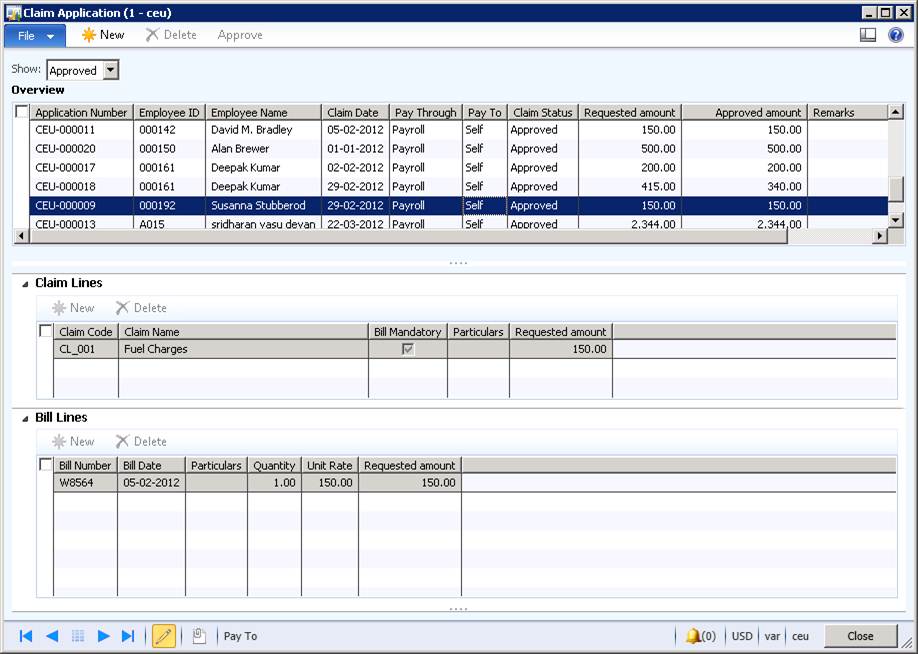 Claim Application (1 - ceu)
File New Delete Approve
Show: Approved
Overview
Application Number Employee ID Employee Name Claim Date Pay Through Pay To Claim Status Requested amount Approved amount Remarks
CEU-000011 000142 David M. Bradley 05-02-2012 Payroll Self Approved 150.00 150.00
CEU-000020 000150 Alan Brewer 01-01-2012 Payroll Self Approved 500.00 500.00
CEU-000017 000161 Deepak Kumar 02-02-2012 Payroll Self Approved 200.00 200.00
CEU-000018 000161 Deepak Kumar 29-02-2012 Payroll Self Approved 415.00 340.00
CEU-000009 000192 Susanna Stubberod 29-02-2012 Payroll Self Approved 150.00 150.00
CEU-000013 A015 sridharan vasu devan 22-03-2012 Payroll Self Approved 2,344.00 2,344.00
Claim Lines
New Delete
Claim Code Claim Name Bill Mandatory Particulars Requested amount
CL_001 Fuel Charges 150.00
Bill Lines
New Delete
Bill Number Bill Date Particulars Quantity Unit Rate Requested amount
W8564 05-02-2012 1.00 150.00 150.00
Pay To (0) USD var ceu Close